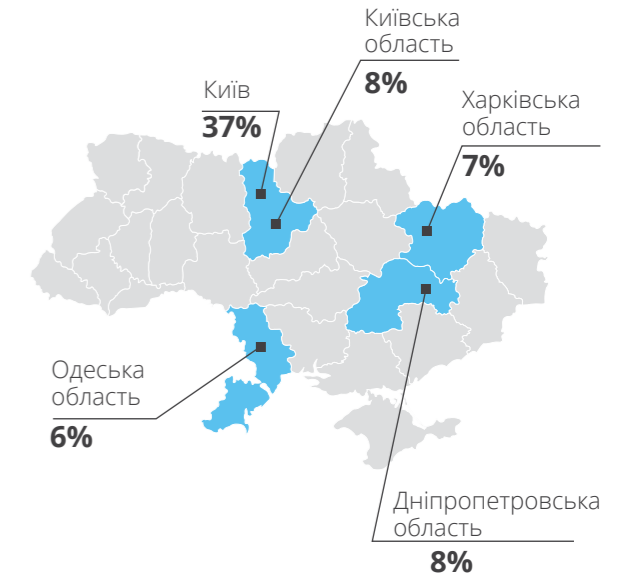 Київська
область
8%
Київ
37%
Харківська
область
7%
Одеська
область
6%
Дніпропетровська
область
8%